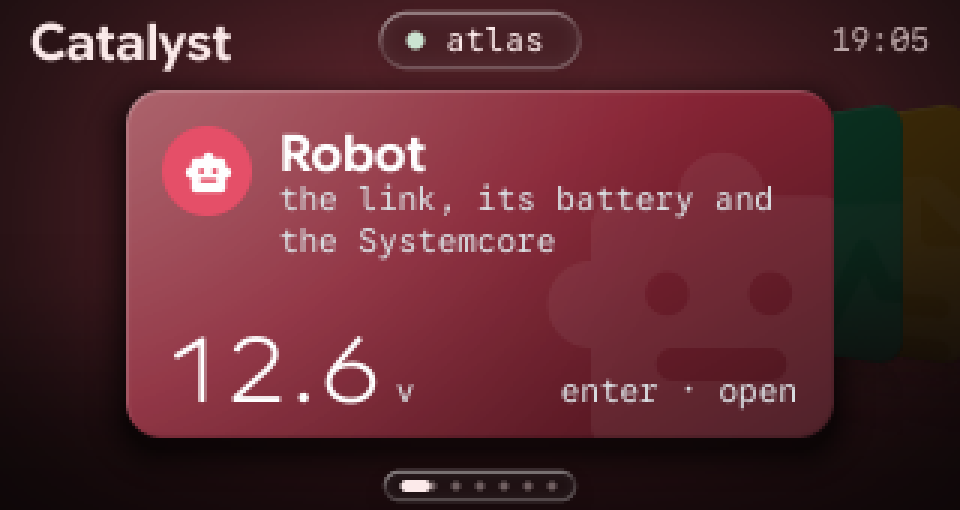 Catalyst
atlas
19:05
Robot
the link, its battery and
the Systemcore
12.6 v
enter · open